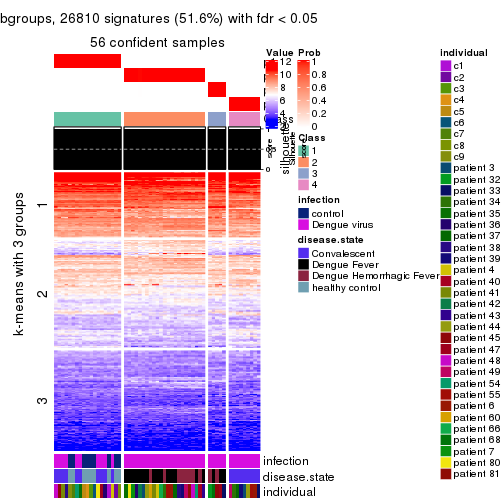 bgroups, 26810 signatures (51.6%) with fdr < 0.05
56 confident samples
k-means with 3 groups
1
2
3
Value
12
10
8
6
4
2
Prob
1
0.8
0.6
0.4
0.2
0
silhouette
1
0.5
0
Class
1
2
3
4
infection
control
Dengue virus
disease.state
Convalescent
Dengue Fever
Dengue Hemorrhagic Fever
healthy control
infection
disease.state
individual
individual
c1
c2
c3
c4
c5
c6
c7
c8
c9
patient 3
patient 32
patient 33
patient 34
patient 35
patient 36
patient 37
patient 38
patient 39
patient 4
patient 40
patient 41
patient 42
patient 43
patient 44
patient 45
patient 47
patient 48
patient 49
patient 54
patient 55
patient 6
patient 60
patient 66
patient 68
patient 7
patient 80
patient 81